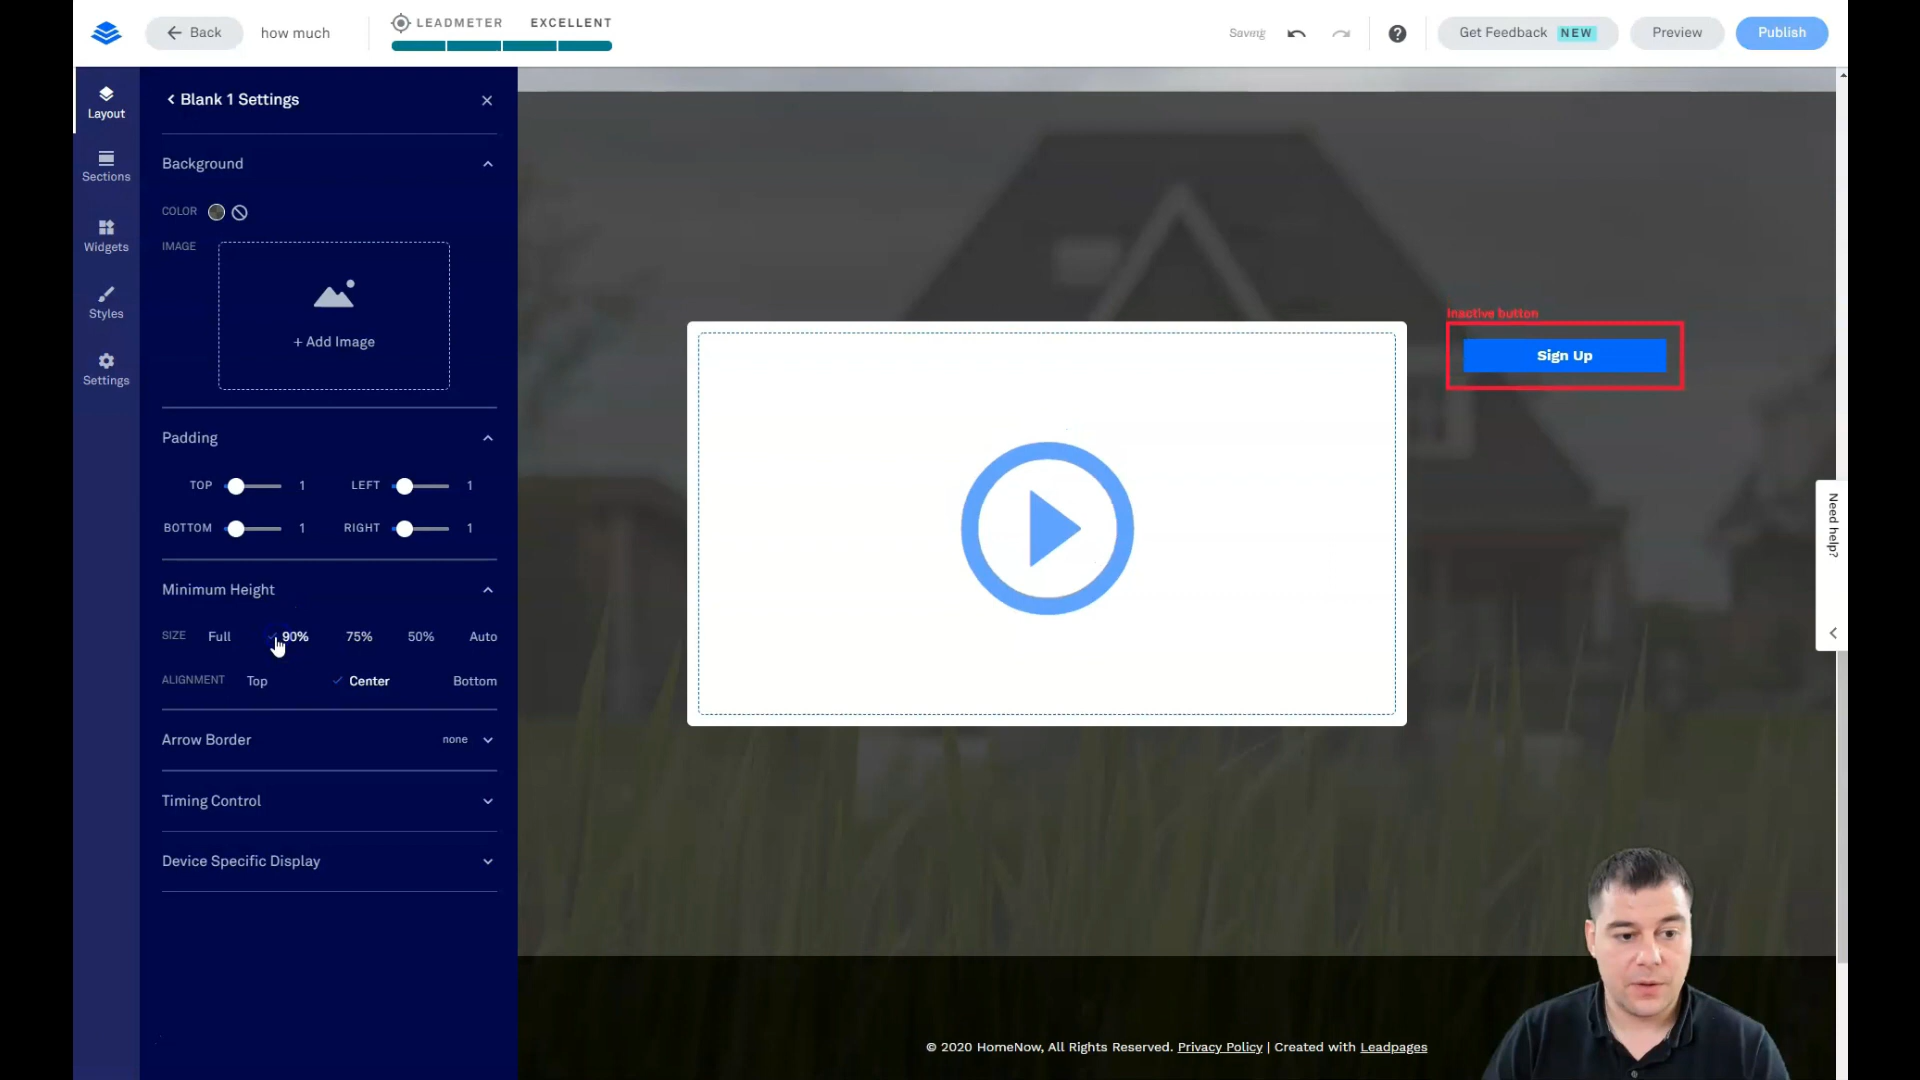 Back
how much
LEADMETER EXCELLENT
Saving
?
Get Feedback NEW
Preview
Publish
Layout
Sections
Widgets
Styles
Settings
Blank 1 Settings
Background
COLOR
IMAGE
+ Add Image
Padding
TOP 1 LEFT 1
BOTTOM 1 RIGHT 1
Minimum Height
SIZE Full 90% 75% 50% Auto
ALIGNMENT Top Center Bottom
Arrow Border none
Timing Control
Device Specific Display
Inactive button
Sign Up
Need help?
© 2020 HomeNow, All Rights Reserved. Privacy Policy | Created with Leadpages